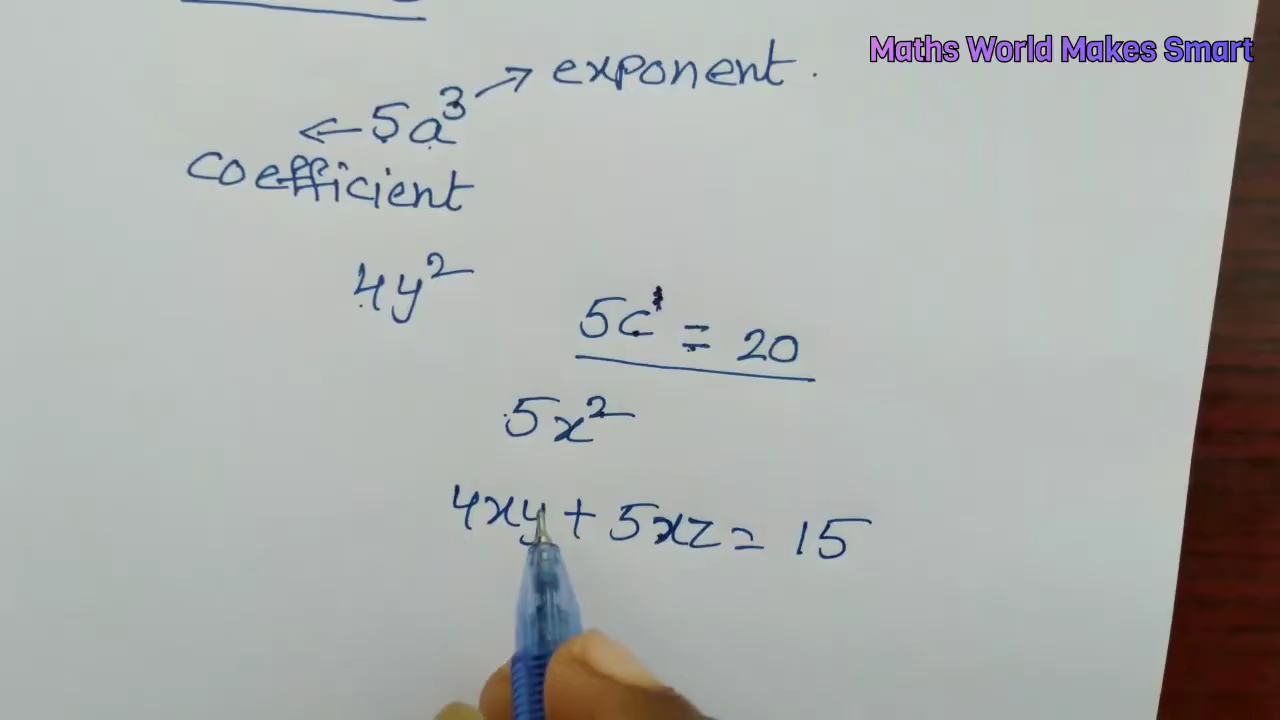 Maths World Makes Smart
5a³ → exponent.
←
coefficient
4y²
5c¹ = 20
5x²
4xy + 5xz = 15